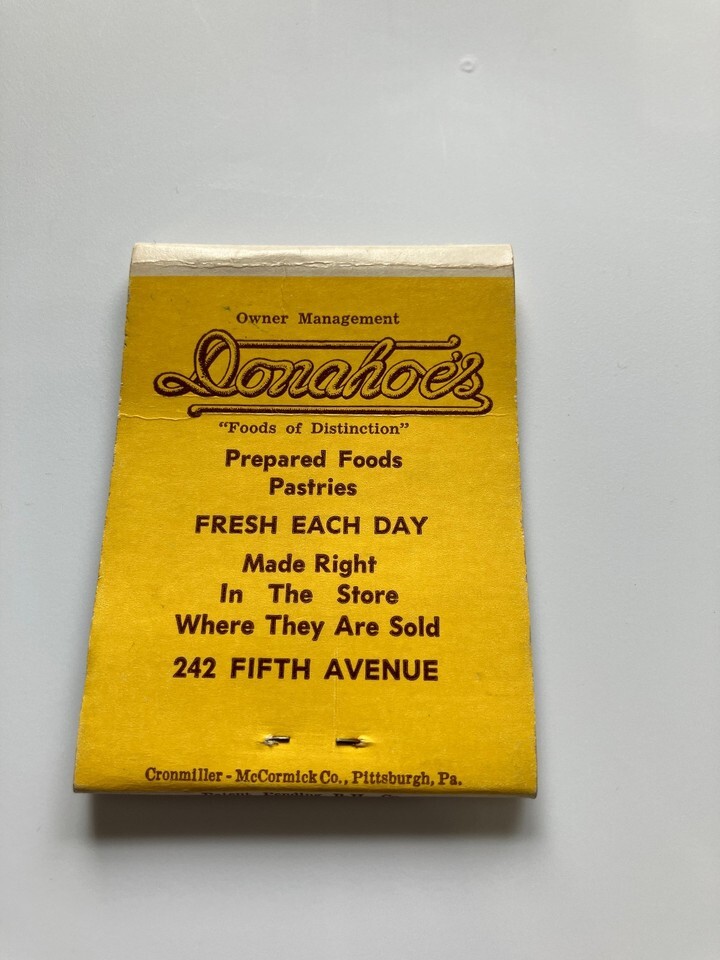 Owner Management
Donahoe's
"Foods of Distinction"
Prepared Foods
Pastries
FRESH EACH DAY
Made Right
In The Store
Where They Are Sold
242 FIFTH AVENUE
Cronmiller - McCormick Co., Pittsburgh, Pa.